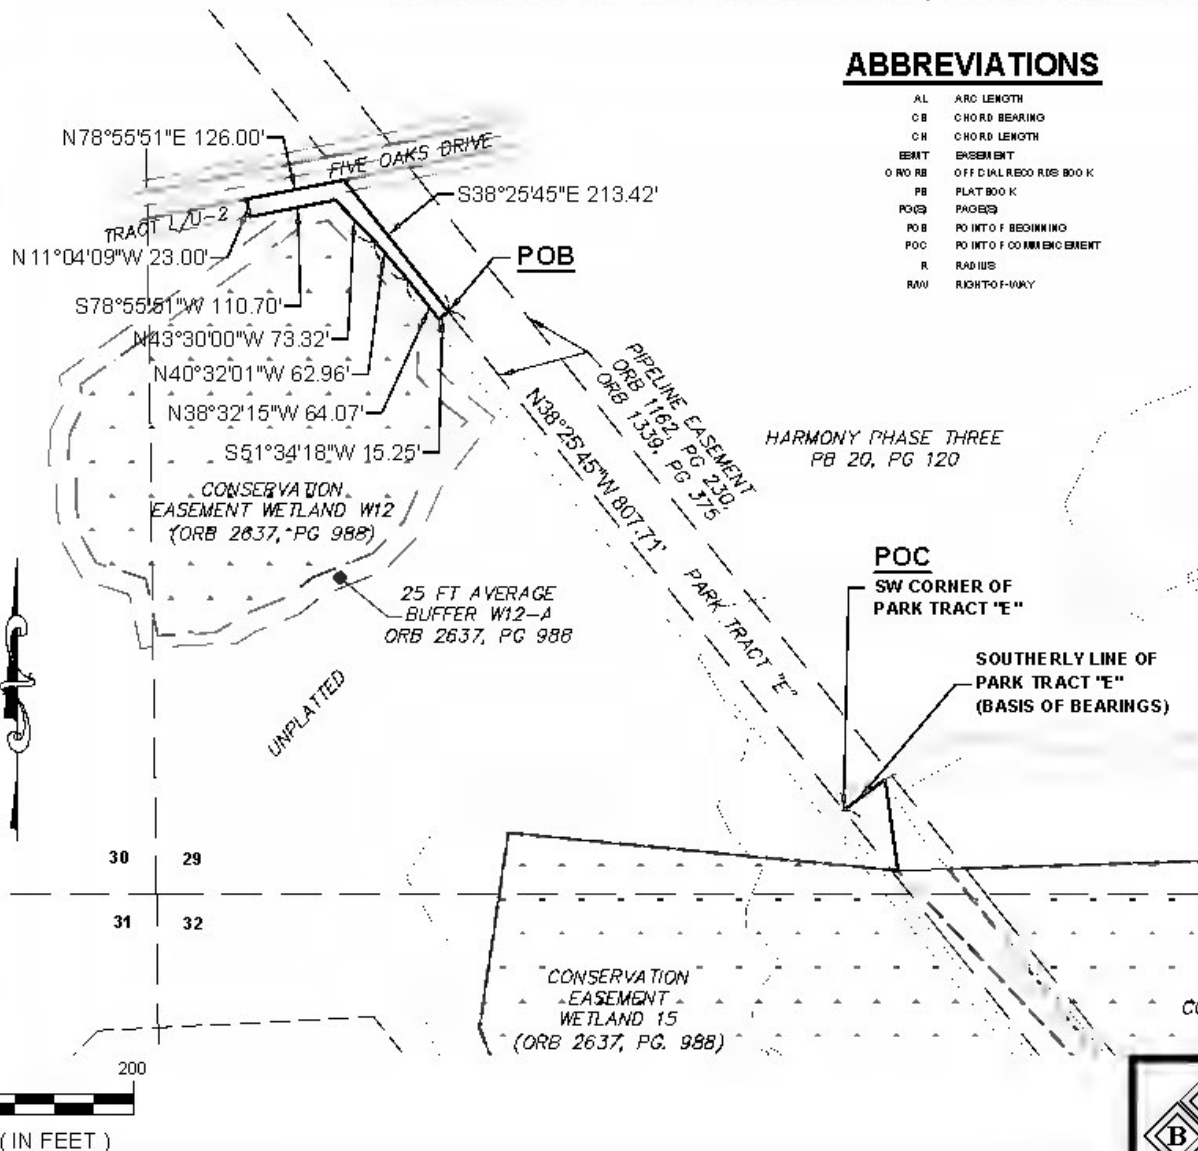 ABBREVIATIONS
AL ARC LENGTH
CB CHORD BEARING
CH CHORD LENGTH
ESMT EASEMENT
O R/O RB OFFICIAL RECORDS BOOK
PB PLAT BOOK
PG(S) PAGE(S)
POB POINT OF BEGINNING
POC POINT OF COMMENCEMENT
R RADIUS
R/W RIGHT-OF-WAY
N78°55'51"E 126.00'
FIVE OAKS DRIVE
S38°25'45"E 213.42'
TRACT L/U-2
N11°04'09"W 23.00'
POB
S78°55'51"W 110.70'
N43°30'00"W 73.32'
N40°32'01"W 62.96'
N38°32'15"W 64.07'
S51°34'18"W 15.25'
PIPELINE EASEMENT
ORB 1162, PG 230,
ORB 1339, PG 375
N38°25'45"W 807.71'
HARMONY PHASE THREE
PB 20, PG 120
CONSERVATION
EASEMENT WETLAND W12
(ORB 2637, PG 988)
25 FT AVERAGE
BUFFER W12-A
ORB 2637, PG 988
PARK TRACT "E"
POC
SW CORNER OF
PARK TRACT "E"
SOUTHERLY LINE OF
PARK TRACT "E"
(BASIS OF BEARINGS)
UNPLATTED
30 29
31 32
CONSERVATION
EASEMENT
WETLAND 15
(ORB 2637, PG. 988)
200
( IN FEET )
B